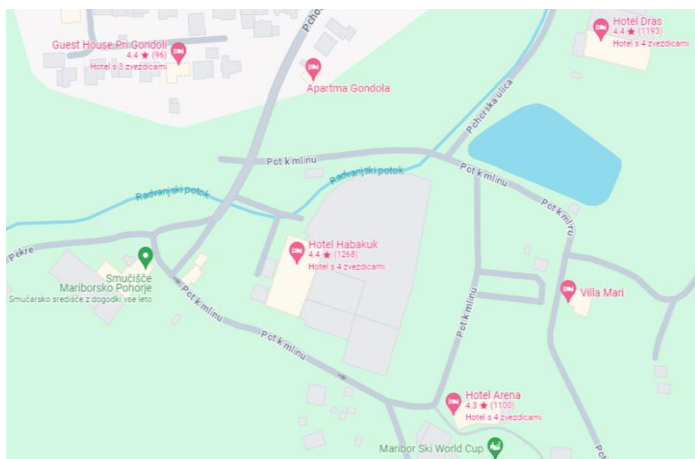 Guest House Pri Gondoli
4.4 ★ (96)
Hotel s 3 zvezdicami
Pohor
Hotel Dras
4.4 ★ (1193)
Hotel s 4 zvezdicami
Apartma Gondola
Pohorska ulica
Pot k mlinu
Radvanjski potok
Pot k mlinu
Radvanjski potok
Pot k mlinu
Pekre
Hotel Habakuk
4.4 ★ (1268)
Hotel s 4 zvezdicami
Smučišče
Mariborsko Pohorje
Smučarsko središče z dogodki vse leto
Villa Mari
Pot k mlinu
Pot k mlinu
Pot k mlinu
Hotel Arena
4.3 ★ (1100)
Hotel s 4 zvezdicami
Maribor Ski World Cup